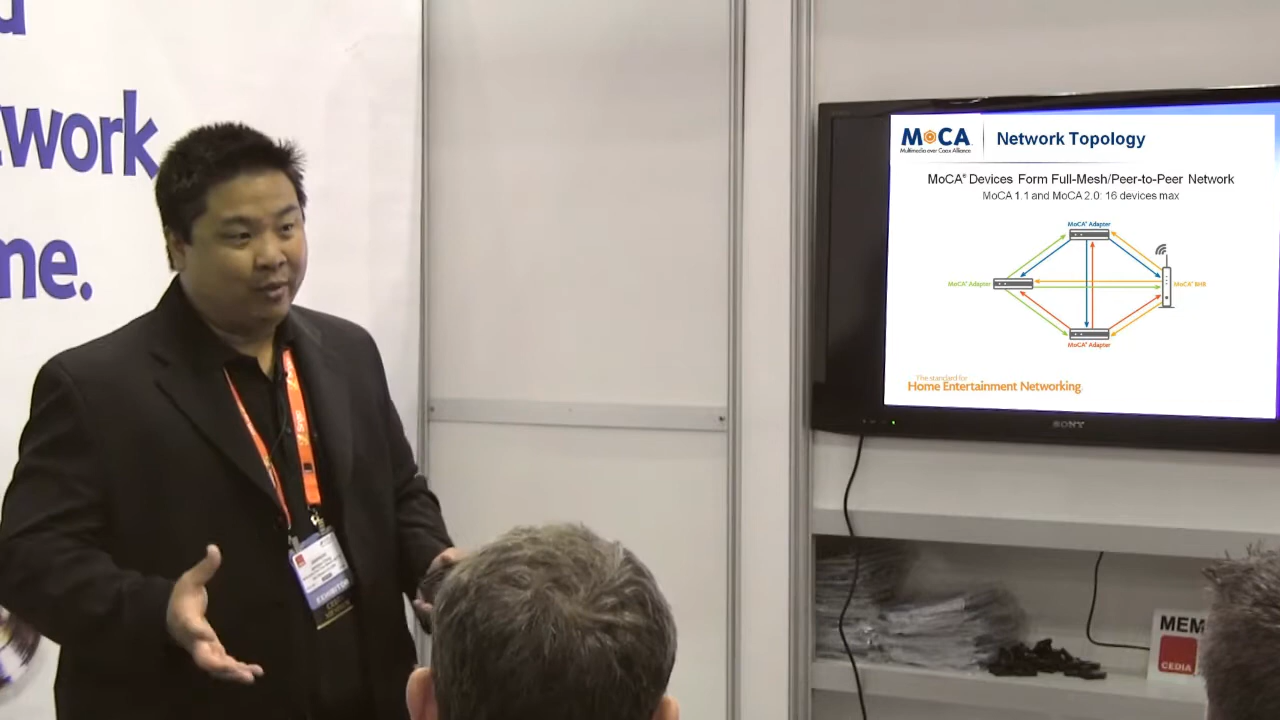 work
me.
MoCA
Multimedia over Coax Alliance
Network Topology
MoCA® Devices Form Full-Mesh/Peer-to-Peer Network
MoCA 1.1 and MoCA 2.0: 16 devices max
MoCA® Adapter
MoCA® Adapter
MoCA® BHR
MoCA® Adapter
The standard for
Home Entertainment Networking
SONY
EXHIBITOR
MEM
CEDIA